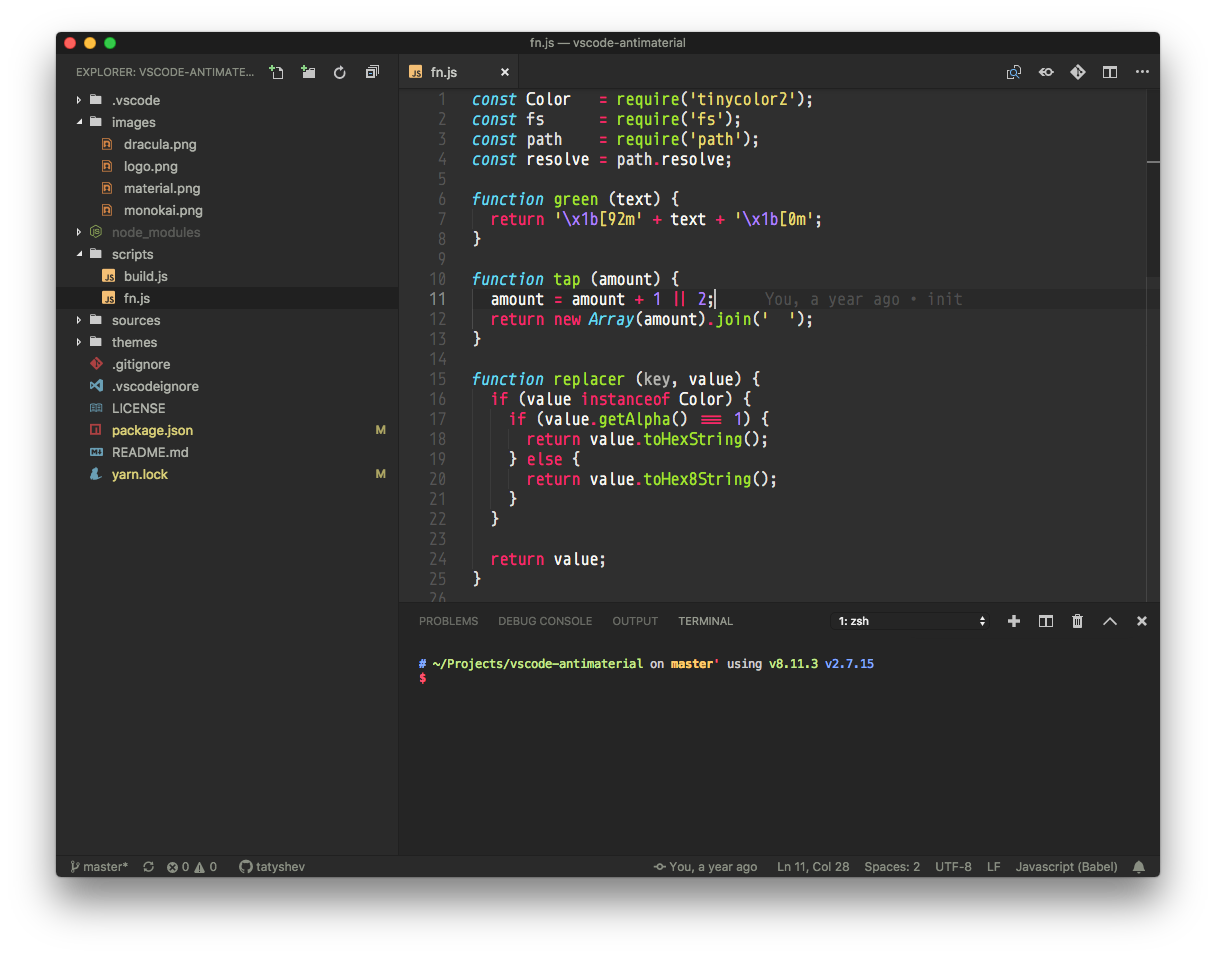 fn.js — vscode-antimaterial
EXPLORER: VSCODE-ANTIMATE...
.vscode
images
dracula.png
logo.png
material.png
monokai.png
node_modules
scripts
build.js
fn.js
sources
themes
.gitignore
.vscodeignore
LICENSE
package.json M
README.md
yarn.lock M
JS fn.js ×
1 const Color   = require('tinycolor2');
2 const fs      = require('fs');
3 const path    = require('path');
4 const resolve = path.resolve;
5
6 function green (text) {
7   return '\x1b[92m' + text + '\x1b[0m';
8 }
9
10 function tap (amount) {
11   amount = amount + 1 || 2; You, a year ago • init
12   return new Array(amount).join('  ');
13 }
14
15 function replacer (key, value) {
16   if (value instanceof Color) {
17     if (value.getAlpha() === 1) {
18       return value.toHexString();
19     } else {
20       return value.toHex8String();
21     }
22   }
23
24   return value;
25 }
26
PROBLEMS DEBUG CONSOLE OUTPUT TERMINAL 1: zsh
# ~/Projects/vscode-antimaterial on master' using v8.11.3 v2.7.15
$
master* 0 0 tatyshev You, a year ago Ln 11, Col 28 Spaces: 2 UTF-8 LF Javascript (Babel)